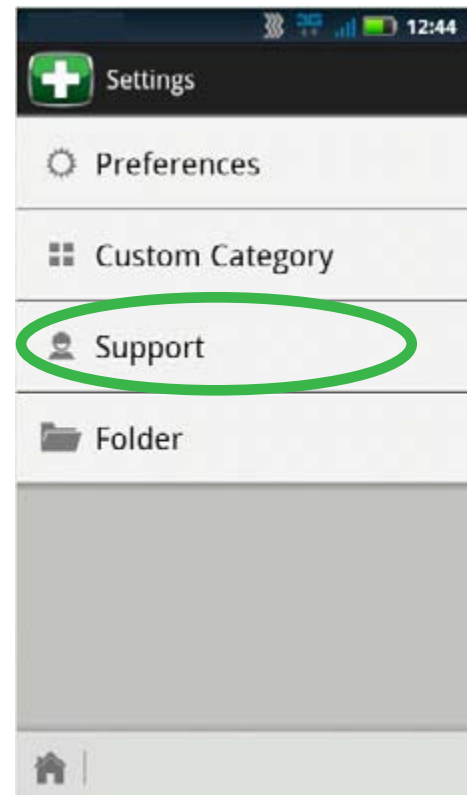 3G 12:44
Settings
Preferences
Custom Category
Support
Folder